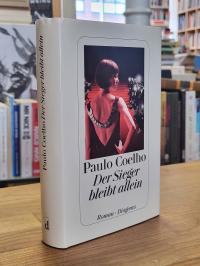 Paulo Coelho Der Sieger bleibt allein
d
Paulo Coelho
Der Sieger
bleibt allein
Roman · Diogenes